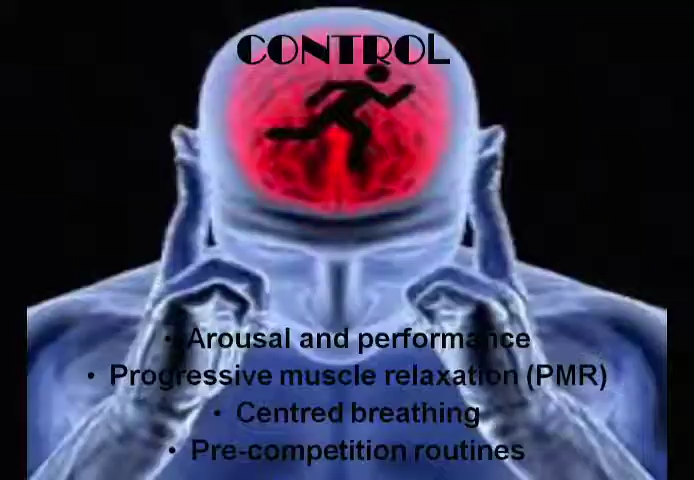 CONTROL
• Arousal and performance
• Progressive muscle relaxation (PMR)
• Centred breathing
• Pre-competition routines